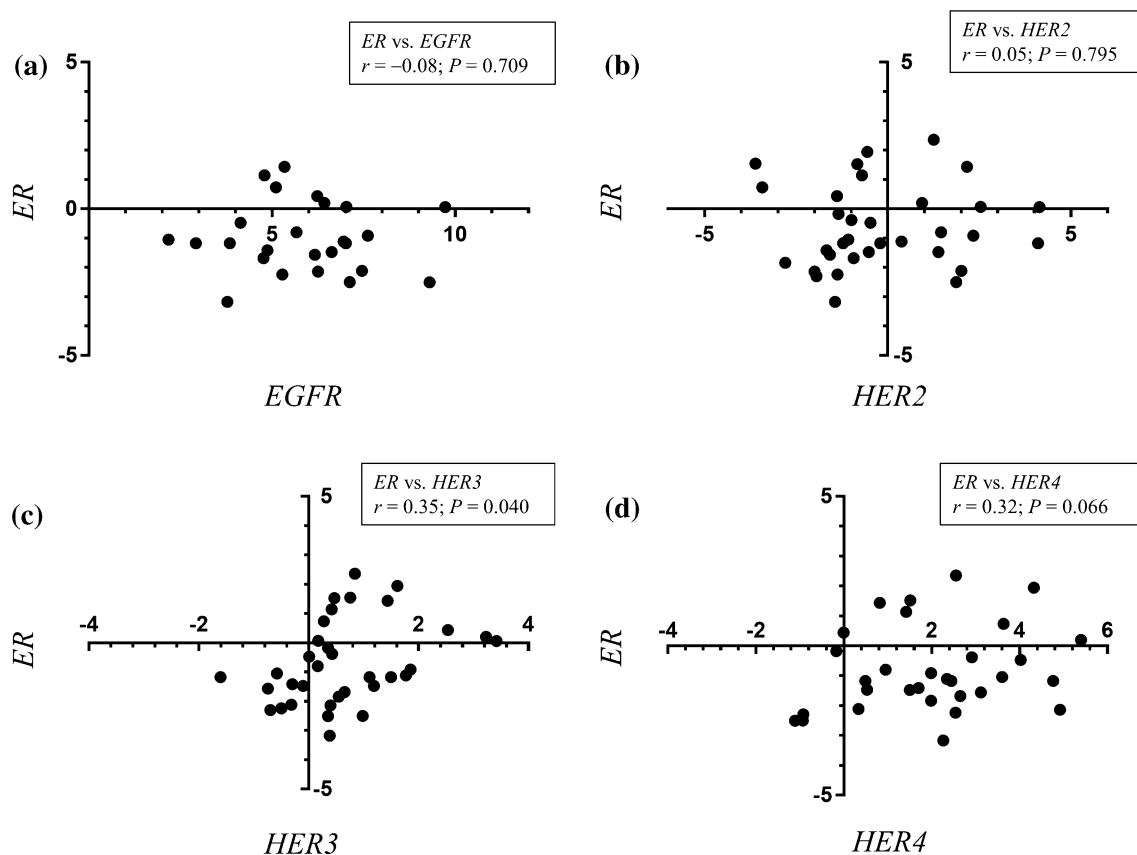 (a)
ER vs. EGFR
r = –0.08; P = 0.709
5
0
5
10
-5
ER
EGFR
(b)
ER vs. HER2
r = 0.05; P = 0.795
5
-5
5
-5
ER
HER2
(c)
ER vs. HER3
r = 0.35; P = 0.040
5
-4
-2
0
2
4
-5
ER
HER3
(d)
ER vs. HER4
r = 0.32; P = 0.066
5
-4
-2
0
2
4
6
-5
ER
HER4